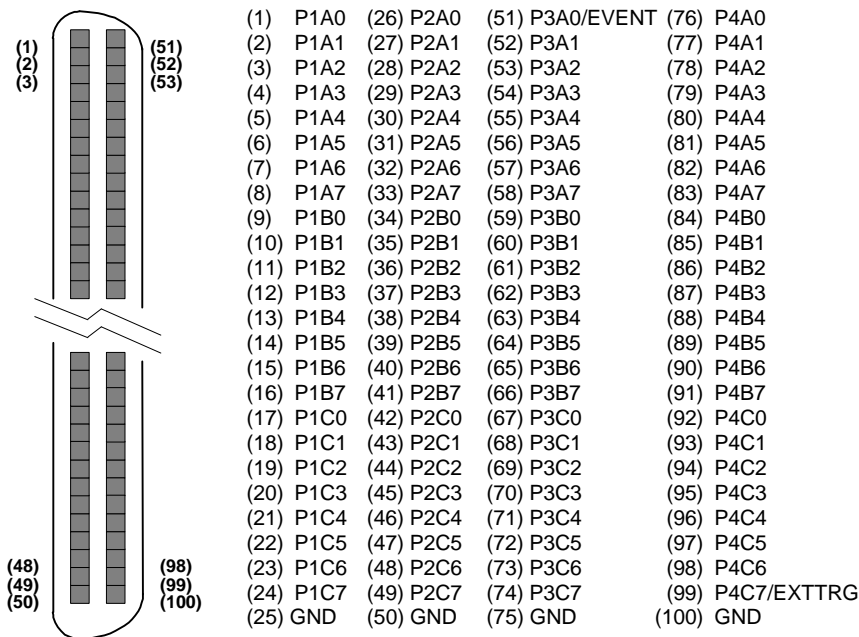 (1) (51)
(2) (52)
(3) (53)
(48) (98)
(49) (99)
(50) (100)
(1) P1A0 (26) P2A0 (51) P3A0/EVENT (76) P4A0
(2) P1A1 (27) P2A1 (52) P3A1 (77) P4A1
(3) P1A2 (28) P2A2 (53) P3A2 (78) P4A2
(4) P1A3 (29) P2A3 (54) P3A3 (79) P4A3
(5) P1A4 (30) P2A4 (55) P3A4 (80) P4A4
(6) P1A5 (31) P2A5 (56) P3A5 (81) P4A5
(7) P1A6 (32) P2A6 (57) P3A6 (82) P4A6
(8) P1A7 (33) P2A7 (58) P3A7 (83) P4A7
(9) P1B0 (34) P2B0 (59) P3B0 (84) P4B0
(10) P1B1 (35) P2B1 (60) P3B1 (85) P4B1
(11) P1B2 (36) P2B2 (61) P3B2 (86) P4B2
(12) P1B3 (37) P2B3 (62) P3B3 (87) P4B3
(13) P1B4 (38) P2B4 (63) P3B4 (88) P4B4
(14) P1B5 (39) P2B5 (64) P3B5 (89) P4B5
(15) P1B6 (40) P2B6 (65) P3B6 (90) P4B6
(16) P1B7 (41) P2B7 (66) P3B7 (91) P4B7
(17) P1C0 (42) P2C0 (67) P3C0 (92) P4C0
(18) P1C1 (43) P2C1 (68) P3C1 (93) P4C1
(19) P1C2 (44) P2C2 (69) P3C2 (94) P4C2
(20) P1C3 (45) P2C3 (70) P3C3 (95) P4C3
(21) P1C4 (46) P2C4 (71) P3C4 (96) P4C4
(22) P1C5 (47) P2C5 (72) P3C5 (97) P4C5
(23) P1C6 (48) P2C6 (73) P3C6 (98) P4C6
(24) P1C7 (49) P2C7 (74) P3C7 (99) P4C7/EXTTRG
(25) GND (50) GND (75) GND (100) GND